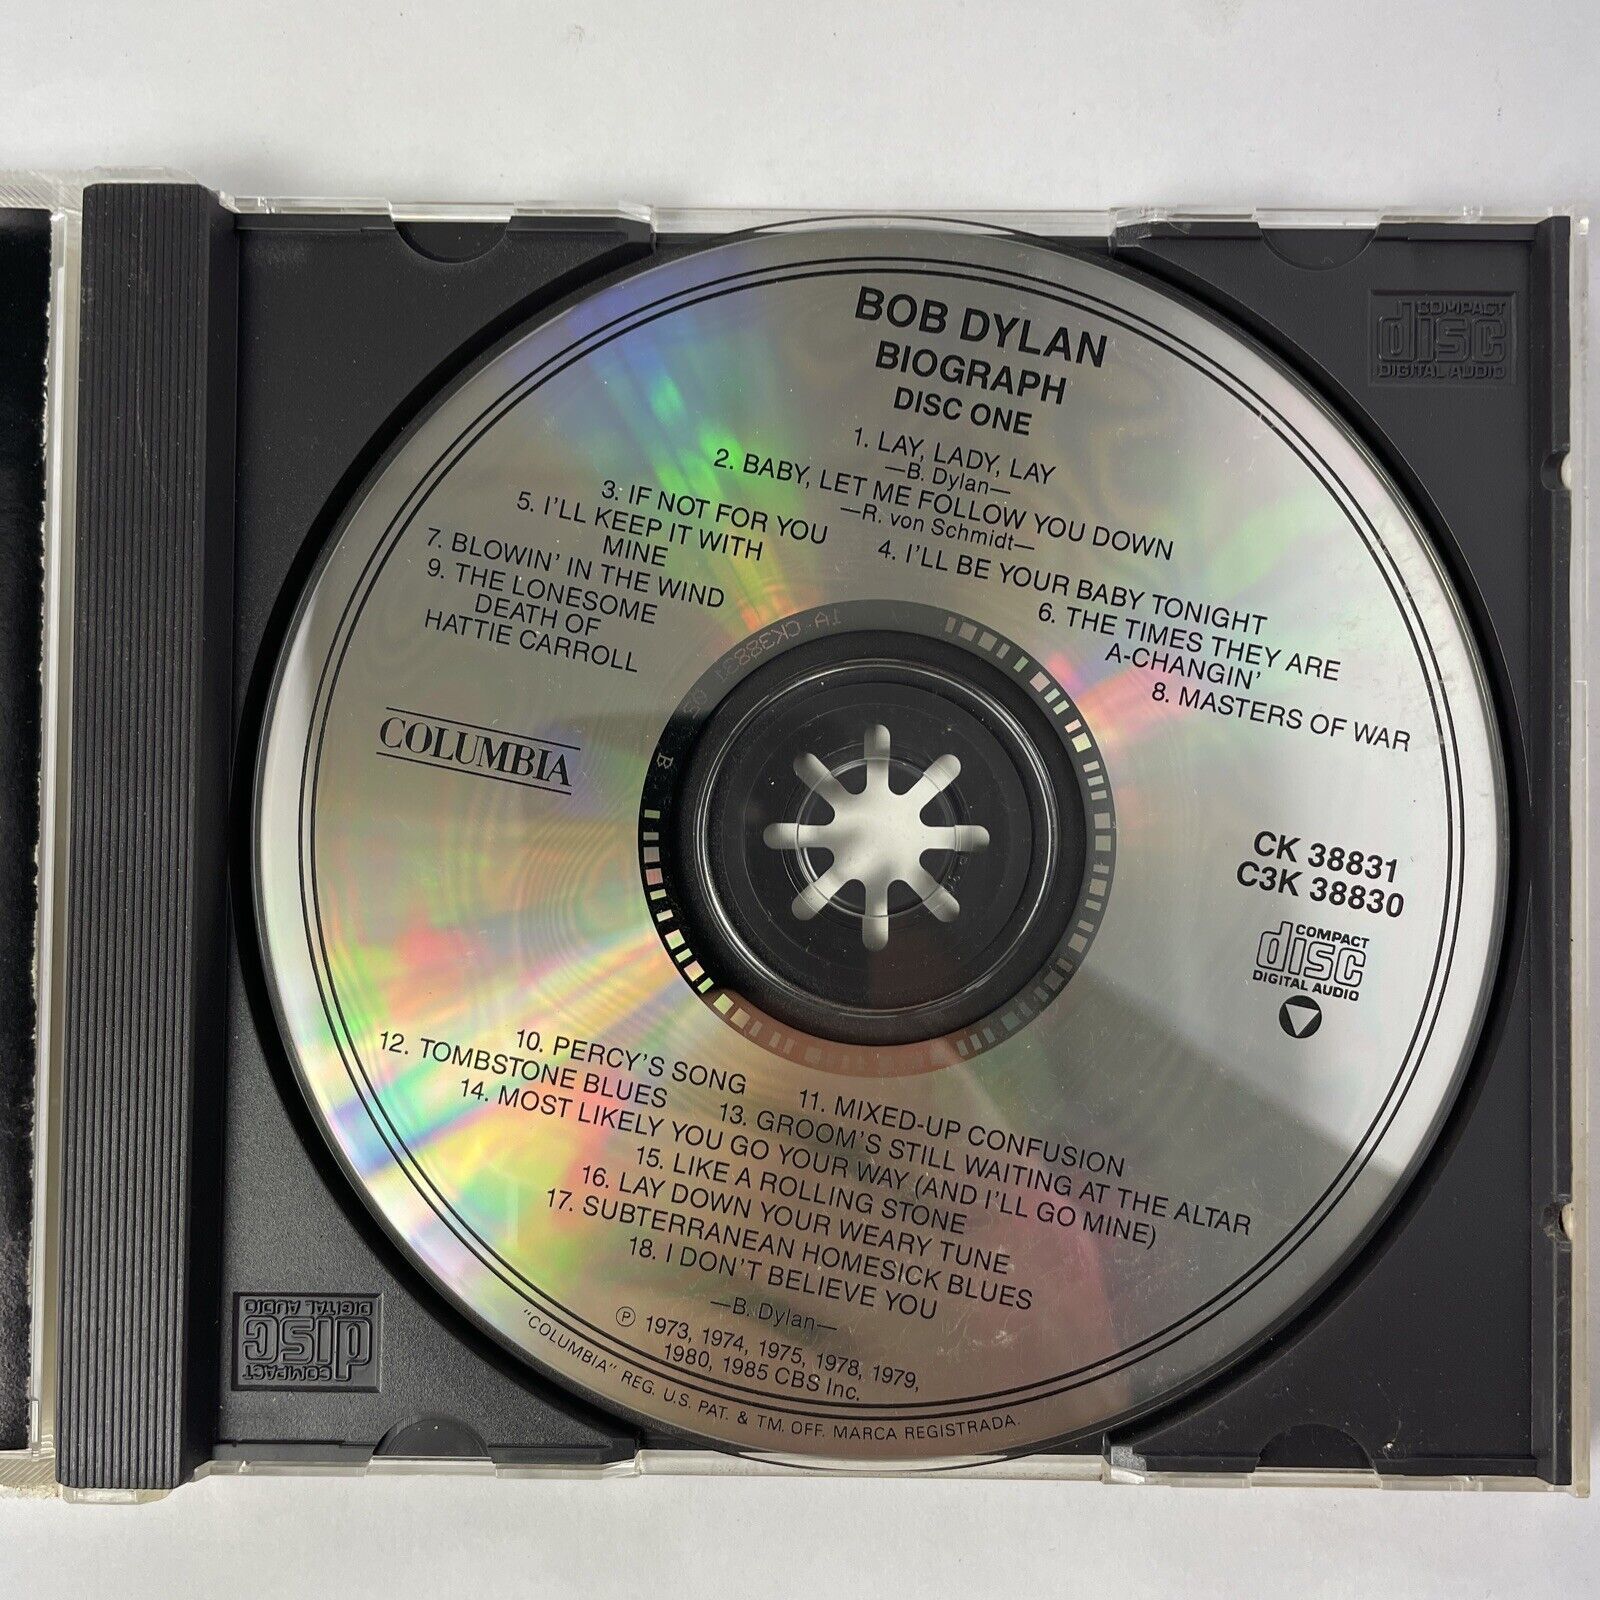 BOB DYLAN
BIOGRAPH
DISC ONE
1. LAY, LADY, LAY
—B. Dylan—
2. BABY, LET ME FOLLOW YOU DOWN
—R. von Schmidt—
3. IF NOT FOR YOU
4. I'LL BE YOUR BABY TONIGHT
5. I'LL KEEP IT WITH
MINE
6. THE TIMES THEY ARE
A-CHANGIN'
7. BLOWIN' IN THE WIND
8. MASTERS OF WAR
9. THE LONESOME
DEATH OF
HATTIE CARROLL
COLUMBIA
CK 38831
C3K 38830
COMPACT
disc
DIGITAL AUDIO
10. PERCY'S SONG
11. MIXED-UP CONFUSION
12. TOMBSTONE BLUES
13. GROOM'S STILL WAITING AT THE ALTAR
14. MOST LIKELY YOU GO YOUR WAY (AND I'LL GO MINE)
15. LIKE A ROLLING STONE
16. LAY DOWN YOUR WEARY TUNE
17. SUBTERRANEAN HOMESICK BLUES
18. I DON'T BELIEVE YOU
—B. Dylan—
℗ 1973, 1974, 1975, 1978, 1979,
1980, 1985 CBS Inc.
"COLUMBIA" REG. U.S. PAT. & TM. OFF. MARCA REGISTRADA.
1A CK38831
B
COMPACT
disc
DIGITAL AUDIO
COMPACT
disc
DIGITAL AUDIO